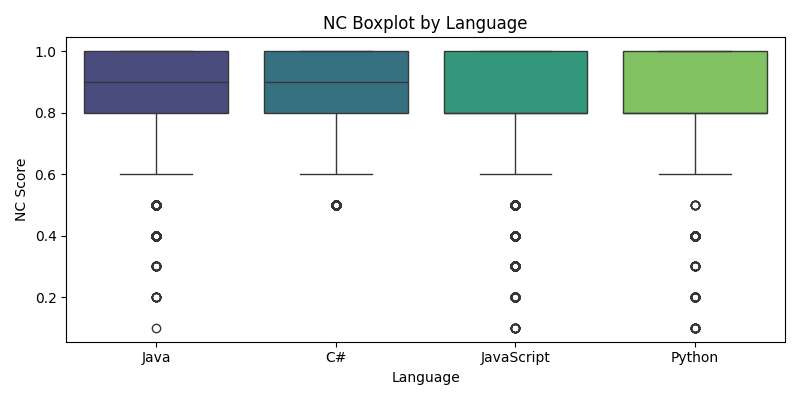 NC Boxplot by Language
1.0
0.8
0.6
0.4
0.2
NC Score
Java
C#
JavaScript
Python
Language